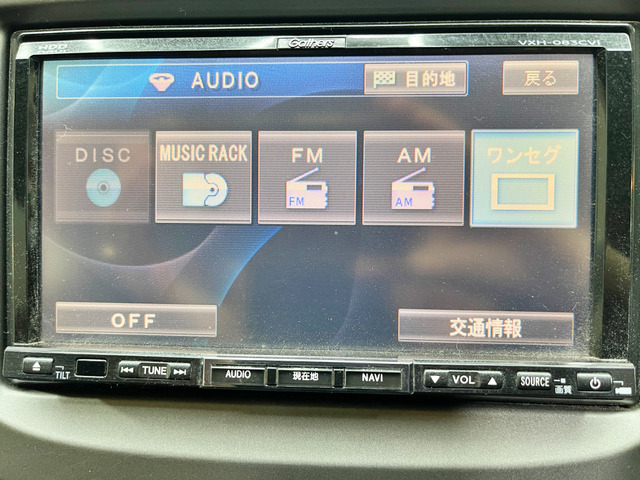 HDD Gathers VXH-083CVi
AUDIO 目的地 戻る
DISC MUSIC RACK FM AM ワンセグ
FM AM
OFF 交通情報
TILT TUNE AUDIO 現在地 NAVI VOL SOURCE 画質